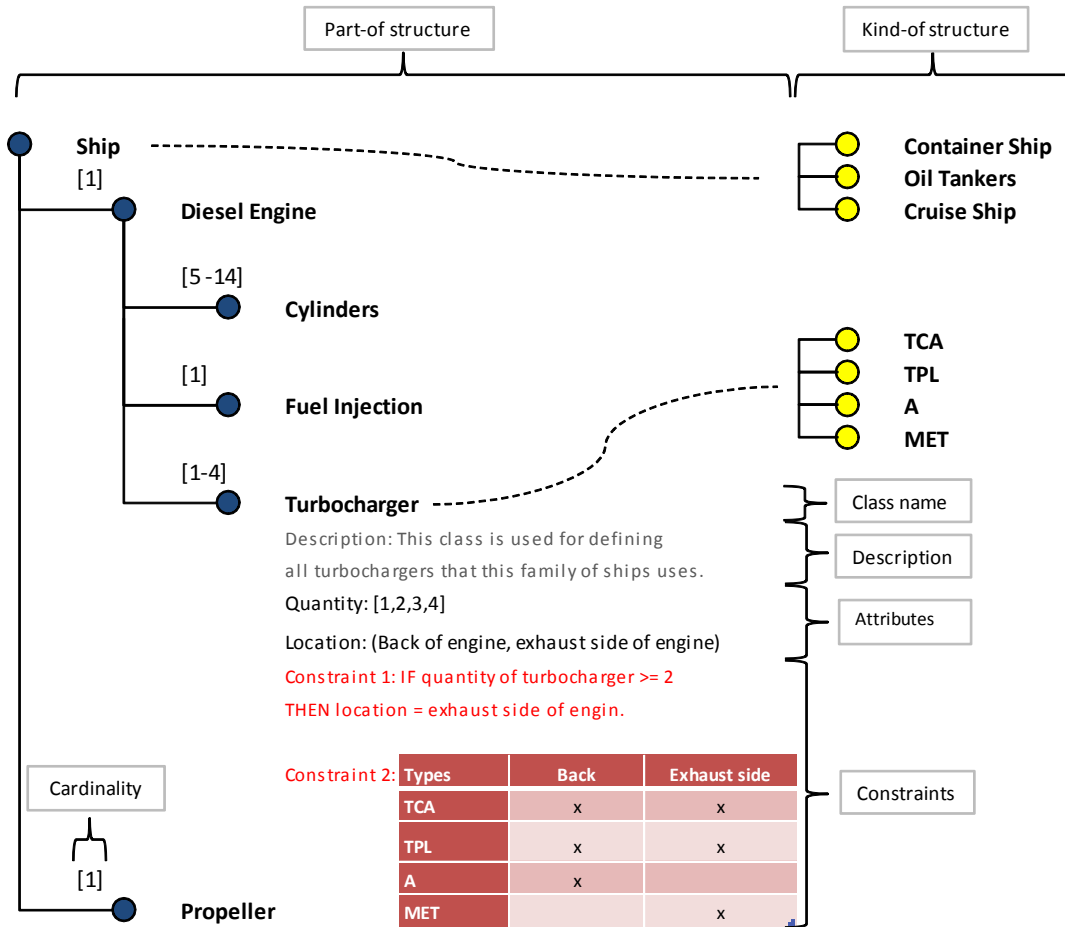 Part-of structure
Kind-of structure
Ship
Container Ship
[1]
Oil Tankers
Diesel Engine
Cruise Ship
[5 -14]
Cylinders
TCA
[1]
TPL
Fuel Injection
A
MET
[1-4]
Turbocharger
Class name
Description: This class is used for defining
all turbochargers that this family of ships uses.
Description
Quantity: [1,2,3,4]
Attributes
Location: (Back of engine, exhaust side of engine)
Constraint 1: IF quantity of turbocharger >= 2
THEN location = exhaust side of engin.
Constraint 2: Types Back Exhaust side
TCA x x
TPL x x
A x
MET x
Constraints
Cardinality
[1]
Propeller